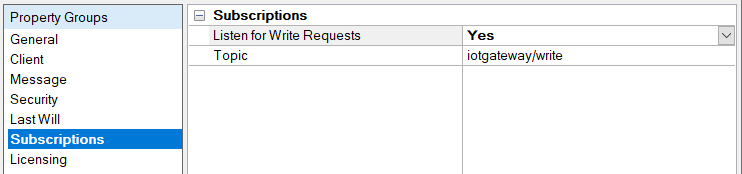 Property Groups
General
Client
Message
Security
Last Will
Subscriptions
Licensing
Subscriptions
Listen for Write Requests Yes
Topic iotgateway/write